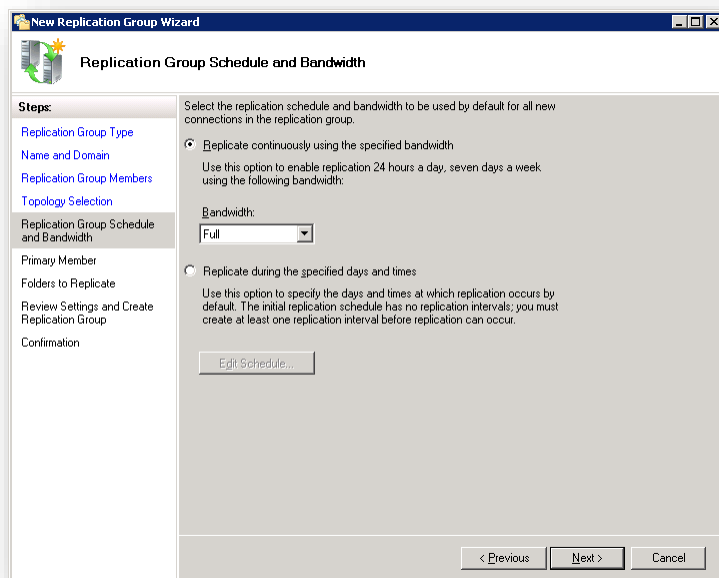 New Replication Group Wizard
Replication Group Schedule and Bandwidth
Steps:
Replication Group Type
Name and Domain
Replication Group Members
Topology Selection
Replication Group Schedule
and Bandwidth
Primary Member
Folders to Replicate
Review Settings and Create
Replication Group
Confirmation
Select the replication schedule and bandwidth to be used by default for all new
connections in the replication group.
Replicate continuously using the specified bandwidth
Use this option to enable replication 24 hours a day, seven days a week
using the following bandwidth:
Bandwidth:
Full
Replicate during the specified days and times
Use this option to specify the days and times at which replication occurs by
default. The initial replication schedule has no replication intervals; you must
create at least one replication interval before replication can occur.
Edit Schedule...
< Previous
Next >
Cancel